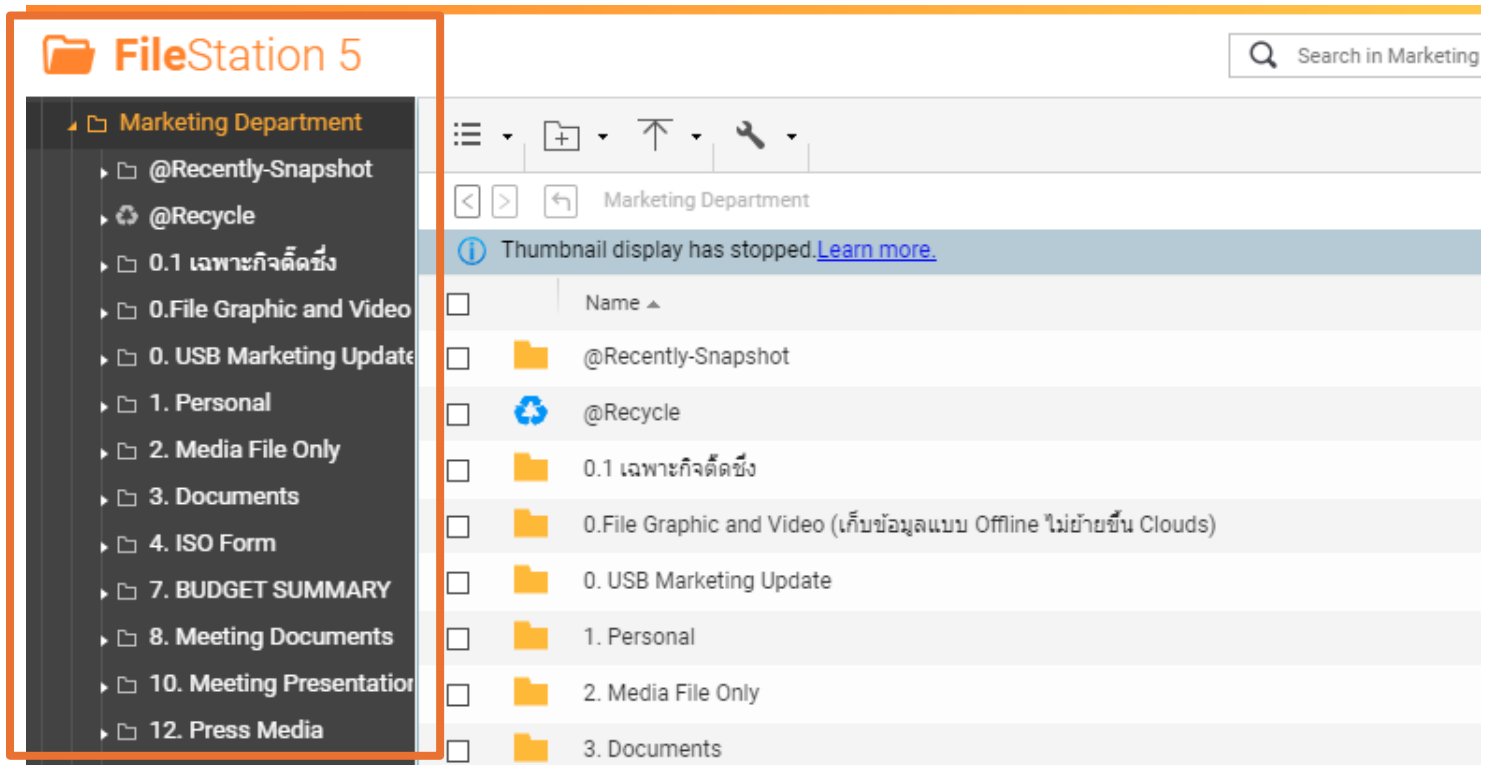 FileStation 5
Search in Marketing
Marketing Department
@Recently-Snapshot
@Recycle
0.1 เฉพาะกิจติ๊ดชึ่ง
0.File Graphic and Video
0. USB Marketing Update
1. Personal
2. Media File Only
3. Documents
4. ISO Form
7. BUDGET SUMMARY
8. Meeting Documents
10. Meeting Presentation
12. Press Media
Marketing Department
Thumbnail display has stopped.Learn more.
Name
@Recently-Snapshot
@Recycle
0.1 เฉพาะกิจติ๊ดชึ่ง
0.File Graphic and Video (เก็บข้อมูลแบบ Offline ไม่ย้ายขึ้น Clouds)
0. USB Marketing Update
1. Personal
2. Media File Only
3. Documents